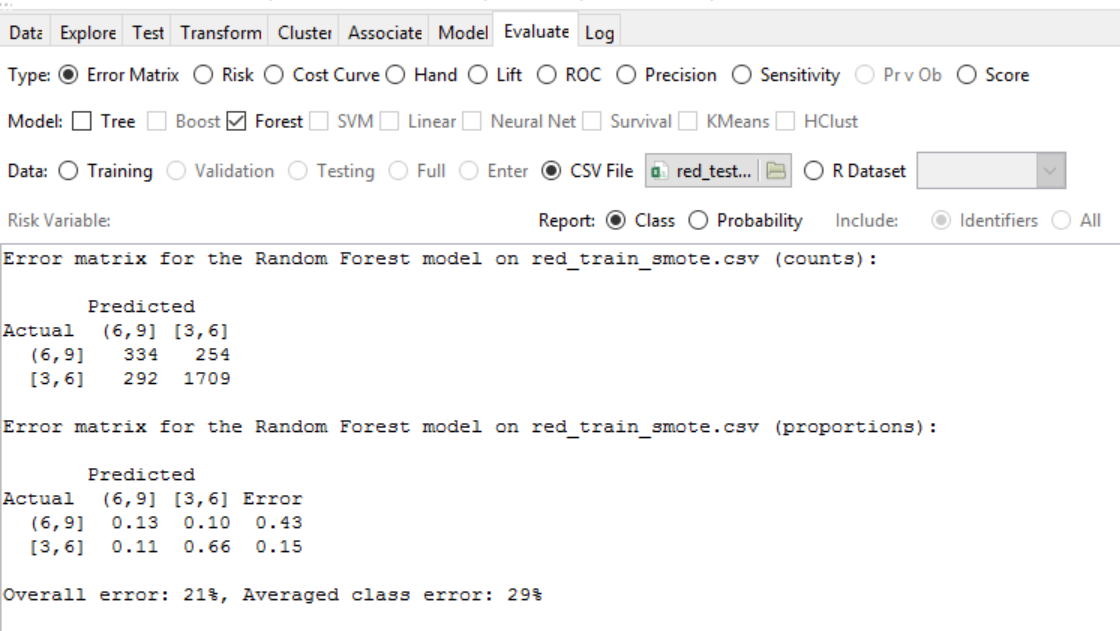 Data Explore Test Transform Cluster Associate Model Evaluate Log
Type: Error Matrix Risk Cost Curve Hand Lift ROC Precision Sensitivity Pr v Ob Score
Model: Tree Boost Forest SVM Linear Neural Net Survival KMeans HClust
Data: Training Validation Testing Full Enter CSV File red_test... R Dataset
Risk Variable: Report: Class Probability Include: Identifiers All
Error matrix for the Random Forest model on red_train_smote.csv (counts):
Predicted
Actual (6,9] [3,6]
(6,9] 334 254
[3,6] 292 1709
Error matrix for the Random Forest model on red_train_smote.csv (proportions):
Predicted
Actual (6,9] [3,6] Error
(6,9] 0.13 0.10 0.43
[3,6] 0.11 0.66 0.15
Overall error: 21%, Averaged class error: 29%